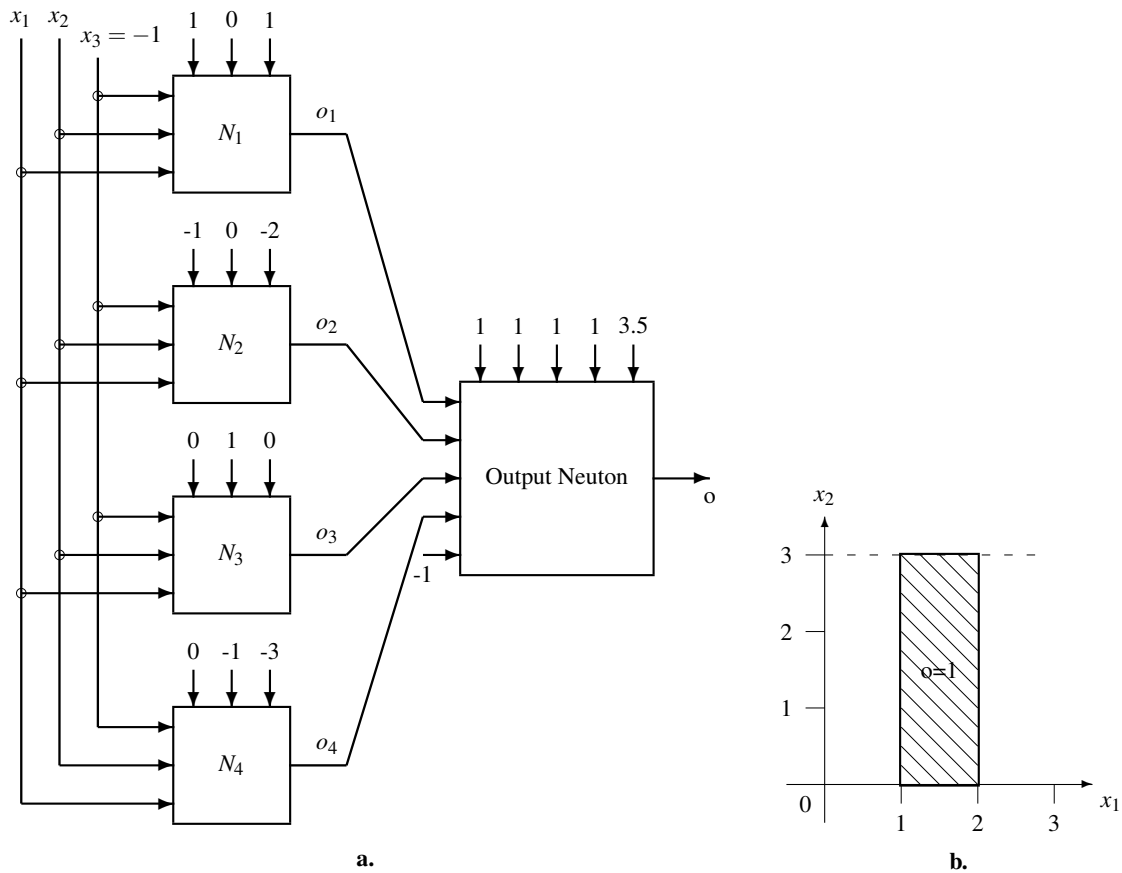 x₁ x₂
x₃ = −1
1 0 1
N₁
o₁
-1 0 -2
N₂
o₂
0 1 0
N₃
o₃
0 -1 -3
N₄
o₄
1 1 1 1 3.5
Output Neuton
-1
o
x₂
3
2
1
o=1
0
1 2 3
x₁
a.
b.